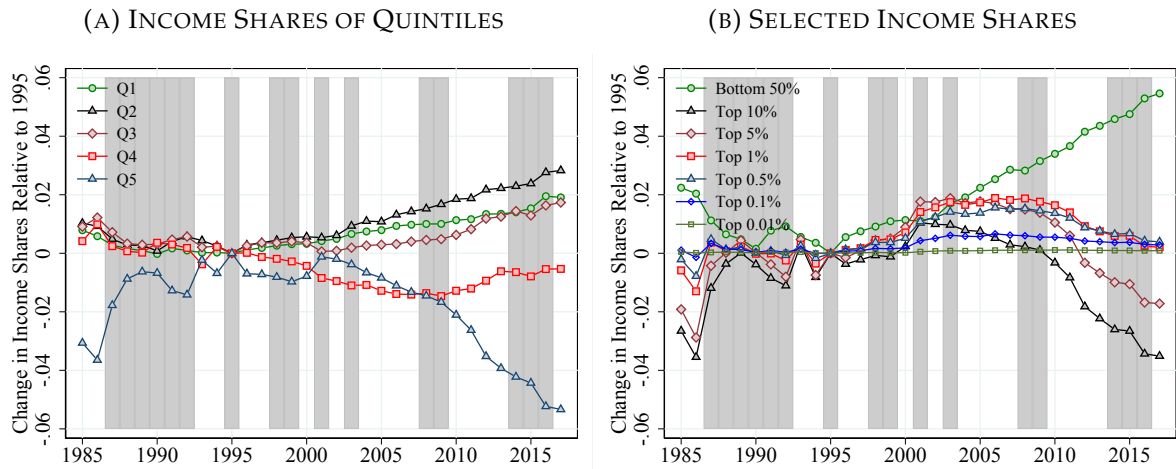 (A) INCOME SHARES OF QUINTILES
Change in Income Shares Relative to 1995
.06
.04
.02
0
-.02
-.04
-.06
Q1
Q2
Q3
Q4
Q5
1985 1990 1995 2000 2005 2010 2015
(B) SELECTED INCOME SHARES
Change in Income Shares Relative to 1995
.06
.04
.02
0
-.02
-.04
-.06
Bottom 50%
Top 10%
Top 5%
Top 1%
Top 0.5%
Top 0.1%
Top 0.01%
1985 1990 1995 2000 2005 2010 2015